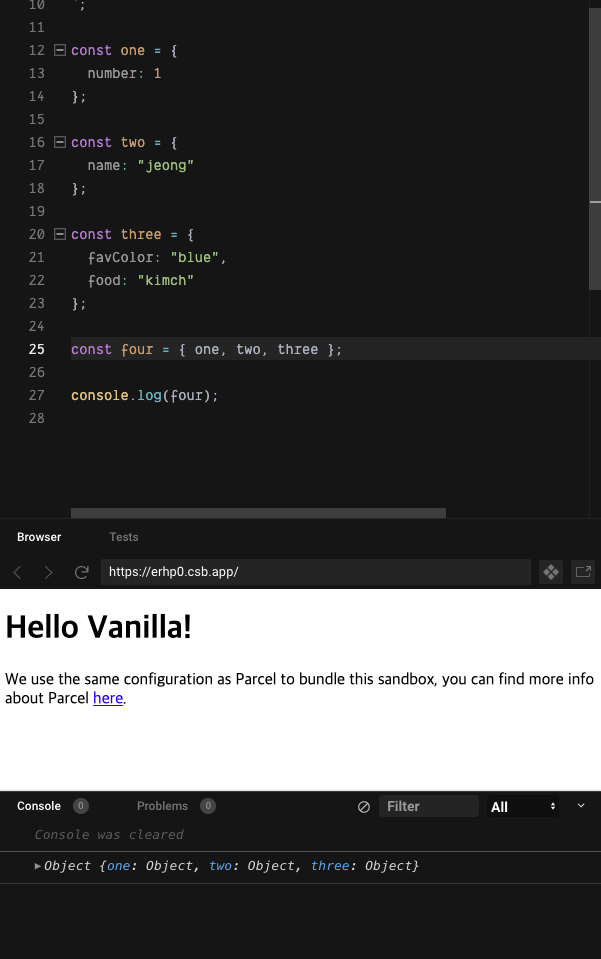 10 `;
11
12 const one = {
13 number: 1
14 };
15
16 const two = {
17 name: "jeong"
18 };
19
20 const three = {
21 favColor: "blue",
22 food: "kimch"
23 };
24
25 const four = { one, two, three };
26
27 console.log(four);
28
Browser Tests
https://erhp0.csb.app/
Hello Vanilla!
We use the same configuration as Parcel to bundle this sandbox, you can find more info
about Parcel here.
Console 0 Problems 0 Filter All
Console was cleared
Object {one: Object, two: Object, three: Object}